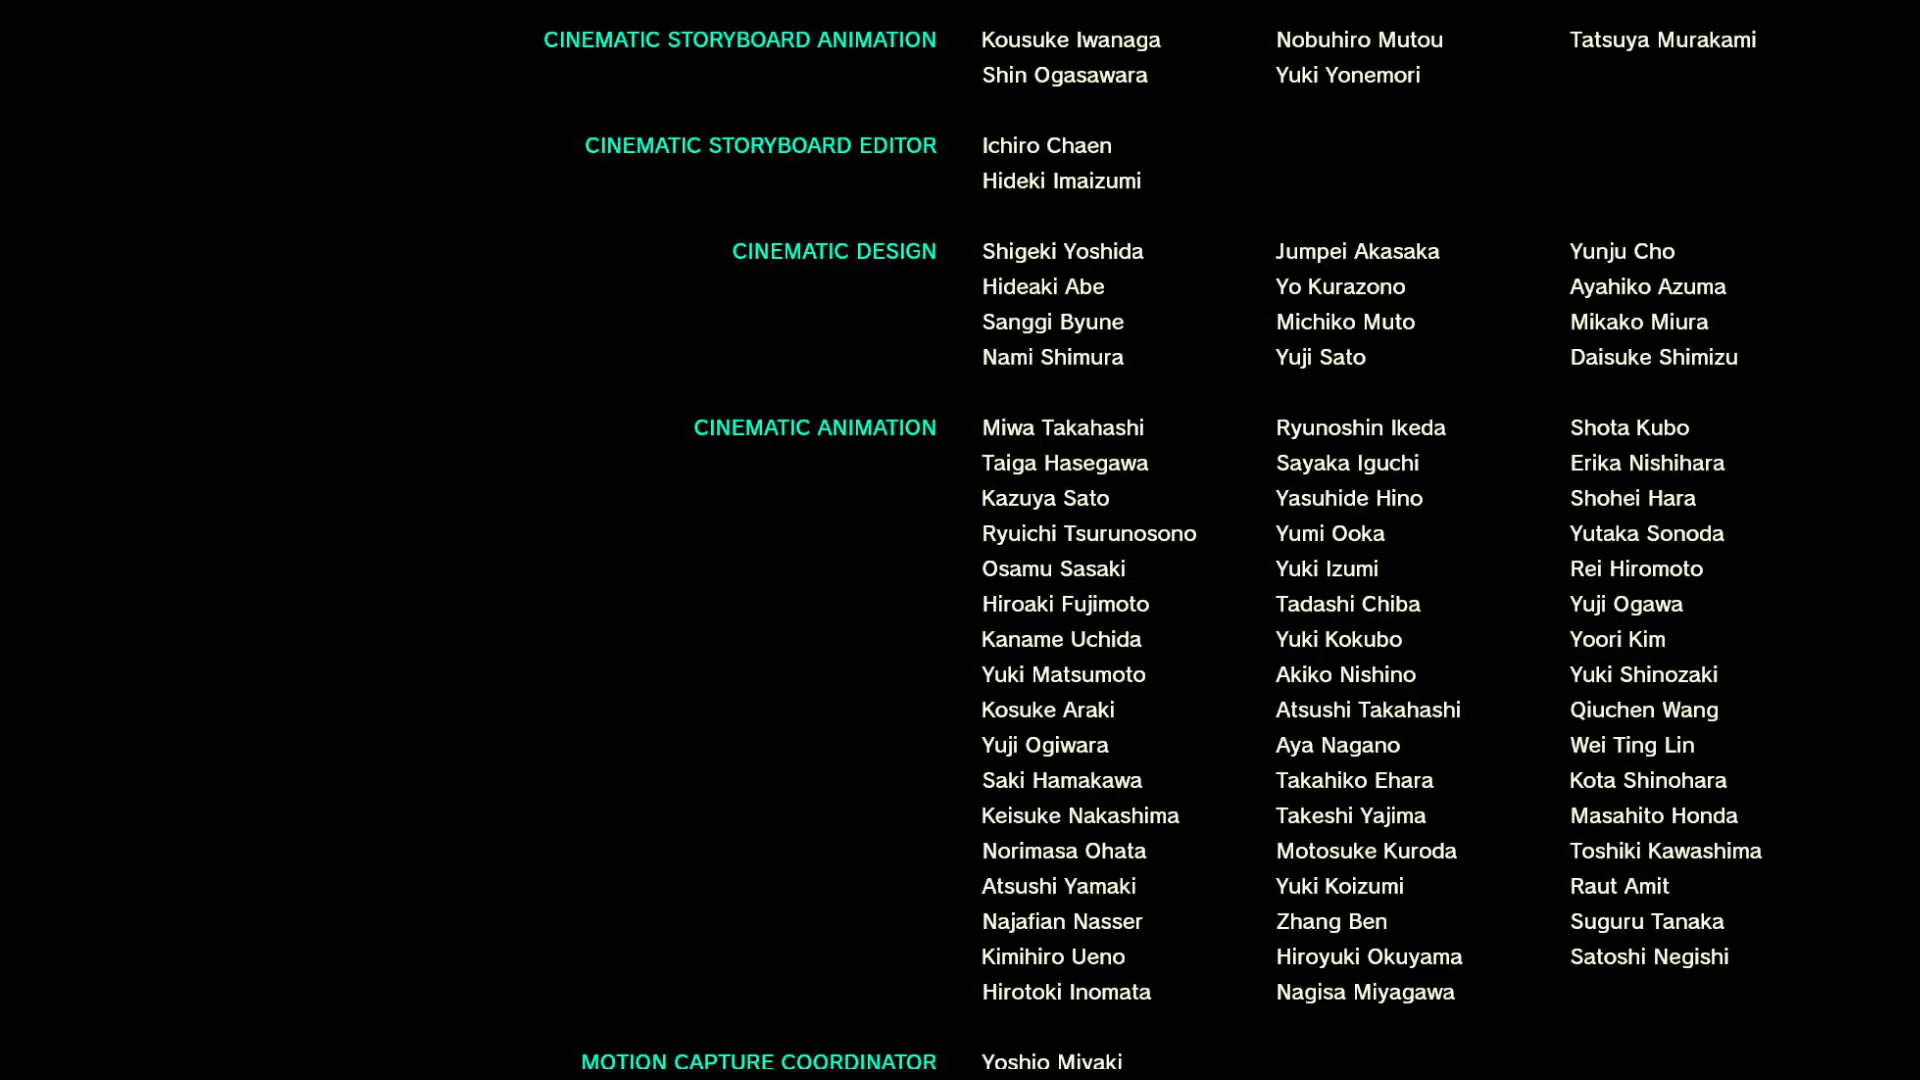 CINEMATIC STORYBOARD ANIMATION Kousuke Iwanaga Nobuhiro Mutou Tatsuya Murakami
Shin Ogasawara Yuki Yonemori
CINEMATIC STORYBOARD EDITOR Ichiro Chaen
Hideki Imaizumi
CINEMATIC DESIGN Shigeki Yoshida Jumpei Akasaka Yunju Cho
Hideaki Abe Yo Kurazono Ayahiko Azuma
Sanggi Byune Michiko Muto Mikako Miura
Nami Shimura Yuji Sato Daisuke Shimizu
CINEMATIC ANIMATION Miwa Takahashi Ryunoshin Ikeda Shota Kubo
Taiga Hasegawa Sayaka Iguchi Erika Nishihara
Kazuya Sato Yasuhide Hino Shohei Hara
Ryuichi Tsurunosono Yumi Ooka Yutaka Sonoda
Osamu Sasaki Yuki Izumi Rei Hiromoto
Hiroaki Fujimoto Tadashi Chiba Yuji Ogawa
Kaname Uchida Yuki Kokubo Yoori Kim
Yuki Matsumoto Akiko Nishino Yuki Shinozaki
Kosuke Araki Atsushi Takahashi Qiuchen Wang
Yuji Ogiwara Aya Nagano Wei Ting Lin
Saki Hamakawa Takahiko Ehara Kota Shinohara
Keisuke Nakashima Takeshi Yajima Masahito Honda
Norimasa Ohata Motosuke Kuroda Toshiki Kawashima
Atsushi Yamaki Yuki Koizumi Raut Amit
Najafian Nasser Zhang Ben Suguru Tanaka
Kimihiro Ueno Hiroyuki Okuyama Satoshi Negishi
Hirotoki Inomata Nagisa Miyagawa
MOTION CAPTURE COORDINATOR Yoshio Miyaki